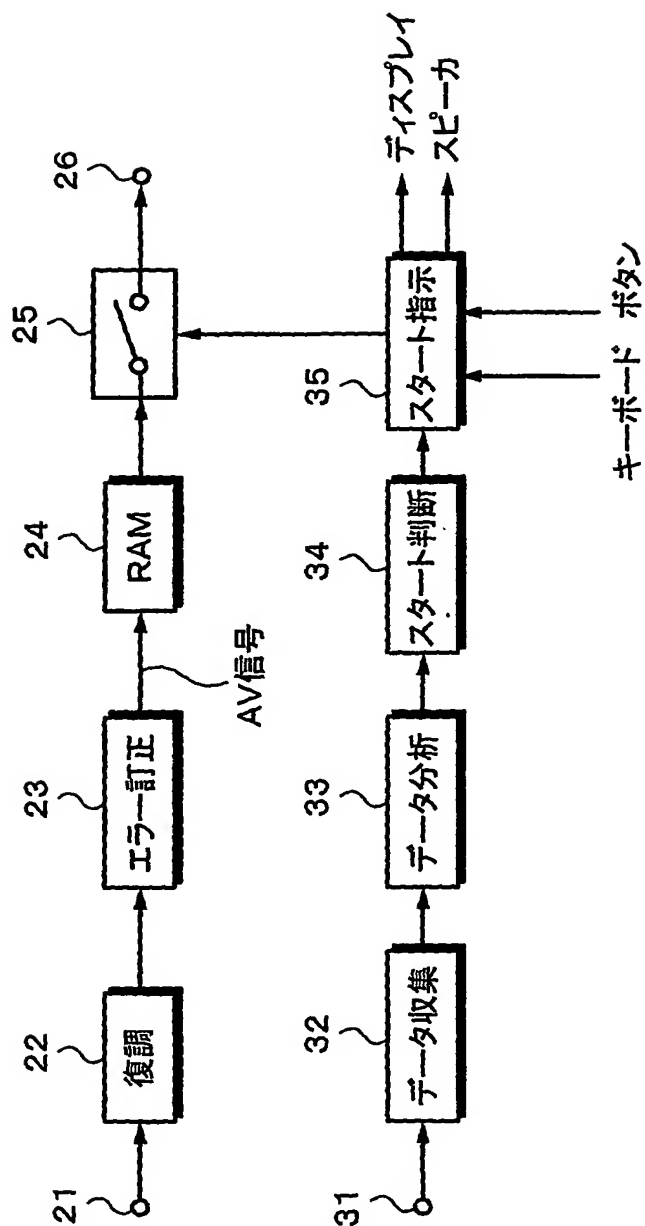 21
22
復調
23
エラー訂正
AV信号
24
RAM
25
26
31
32
データ収集
33
データ分析
34
スタート判断
35
スタート指示
ディスプレイ
スピーカ
キーボード
ボタン